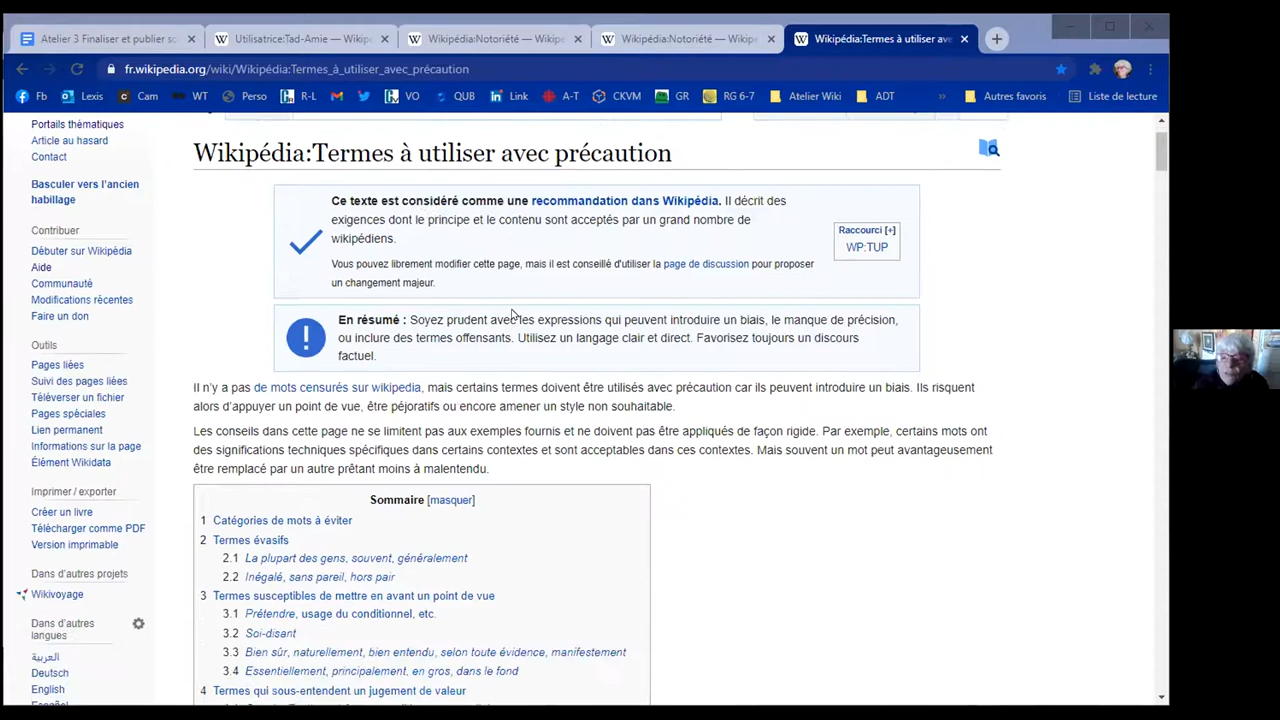 Atelier 3 Finaliser et publier so
Utilisatrice:Tad-Amie — Wikip
Wikipédia:Notoriété — Wikipe
Wikipédia:Notoriété — Wikipe
Wikipédia:Termes à utiliser ave
fr.wikipedia.org/wiki/Wikipédia:Termes_à_utiliser_avec_précaution
Fb Lexis Cam WT Perso R-L VO QUB Link A-T CKVM GR RG 6-7 Atelier Wiki ADT » Autres favoris Liste de lecture
Portails thématiques
Article au hasard
Contact
Basculer vers l'ancien
habillage
Contribuer
Débuter sur Wikipédia
Aide
Communauté
Modifications récentes
Faire un don
Outils
Pages liées
Suivi des pages liées
Téléverser un fichier
Pages spéciales
Lien permanent
Informations sur la page
Élément Wikidata
Imprimer / exporter
Créer un livre
Télécharger comme PDF
Version imprimable
Dans d'autres projets
Wikivoyage
Dans d'autres
langues
العربية
Deutsch
English
Wikipédia:Termes à utiliser avec précaution
Ce texte est considéré comme une recommandation dans Wikipédia. Il décrit des
exigences dont le principe et le contenu sont acceptés par un grand nombre de
wikipédiens.
Vous pouvez librement modifier cette page, mais il est conseillé d'utiliser la page de discussion pour proposer
un changement majeur.
Raccourci [+]
WP:TUP
En résumé : Soyez prudent avec les expressions qui peuvent introduire un biais, le manque de précision,
ou inclure des termes offensants. Utilisez un langage clair et direct. Favorisez toujours un discours
factuel.
Il n'y a pas de mots censurés sur wikipedia, mais certains termes doivent être utilisés avec précaution car ils peuvent introduire un biais. Ils risquent
alors d'appuyer un point de vue, être péjoratifs ou encore amener un style non souhaitable.
Les conseils dans cette page ne se limitent pas aux exemples fournis et ne doivent pas être appliqués de façon rigide. Par exemple, certains mots ont
des significations techniques spécifiques dans certains contextes et sont acceptables dans ces contextes. Mais souvent un mot peut avantageusement
être remplacé par un autre prêtant moins à malentendu.
Sommaire [masquer]
1 Catégories de mots à éviter
2 Termes évasifs
2.1 La plupart des gens, souvent, généralement
2.2 Inégalé, sans pareil, hors pair
3 Termes susceptibles de mettre en avant un point de vue
3.1 Prétendre, usage du conditionnel, etc.
3.2 Soi-disant
3.3 Bien sûr, naturellement, bien entendu, selon toute évidence, manifestement
3.4 Essentiellement, principalement, en gros, dans le fond
4 Termes qui sous-entendent un jugement de valeur